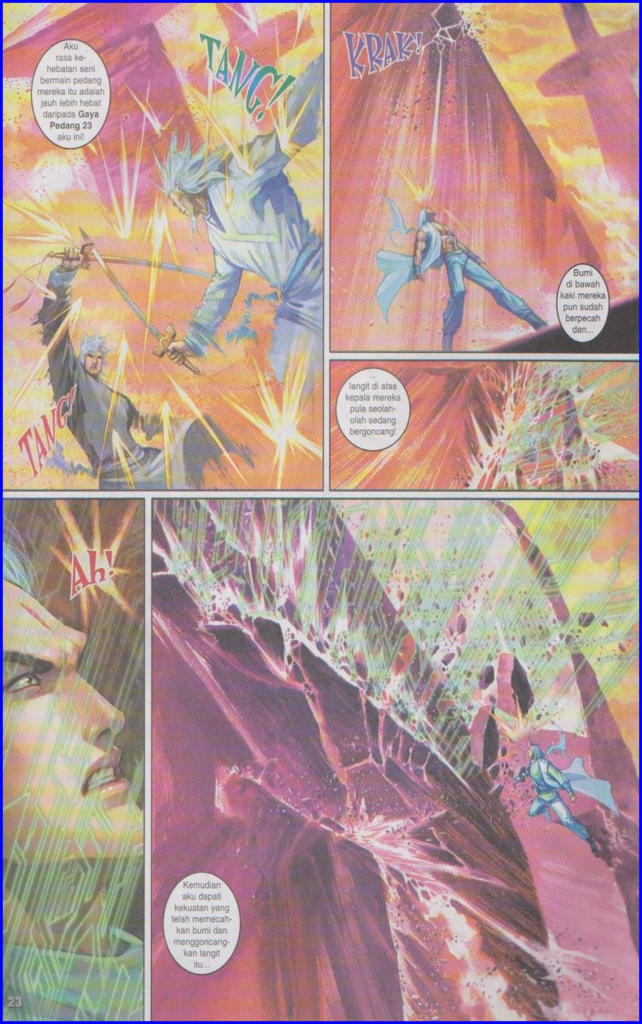 Aku
rasa ke-
hebatan seni
bermain pedang
mereka itu adalah
jauh lebih hebat
daripada Gaya
Pedang 23
aku ini!
TANG!
TANG!
KRAK!
Bumi
di bawah
kaki mereka
pun sudah
berpecah
dan...
...
langit di atas
kepala mereka
pula seolah-
olah sedang
bergoncang!
Ah!
Kemudian
aku dapati
kekuatan yang
telah memecah-
kan bumi dan
menggoncang-
kan langit
itu...
23